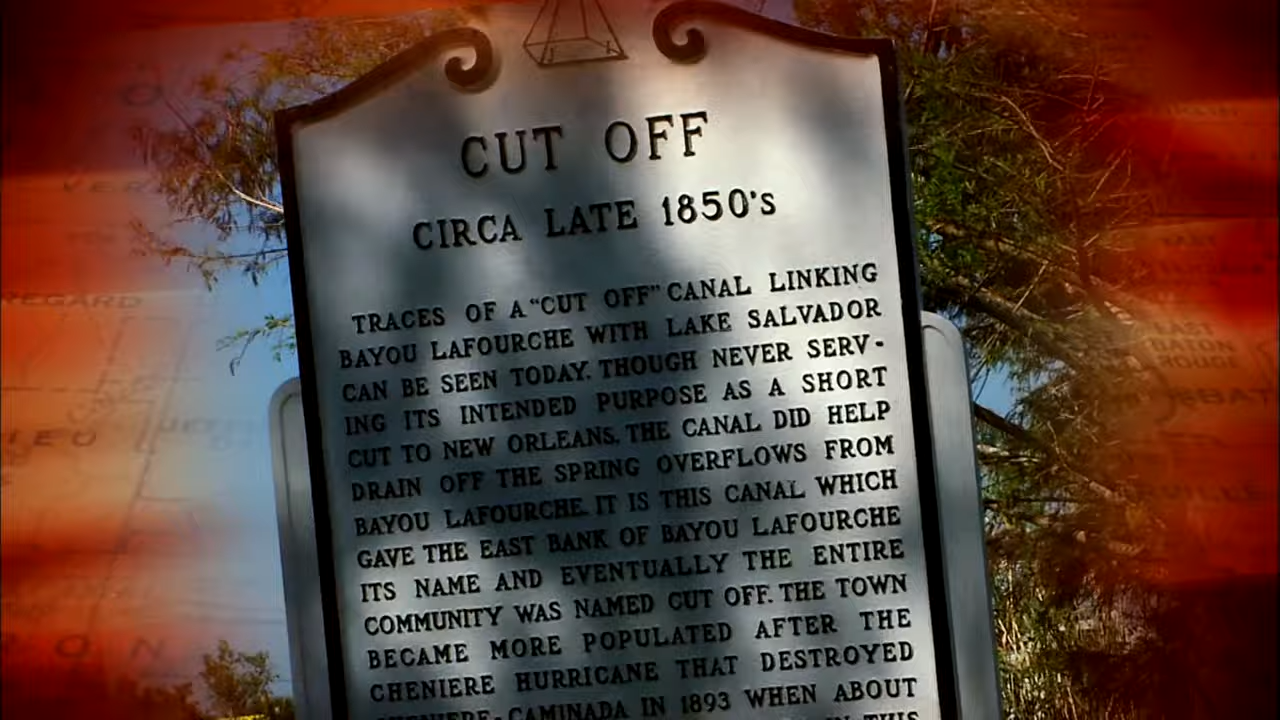 CUT OFF
CIRCA LATE 1850's
TRACES OF A "CUT OFF" CANAL LINKING
BAYOU LAFOURCHE WITH LAKE SALVADOR
CAN BE SEEN TODAY. THOUGH NEVER SERV-
ING ITS INTENDED PURPOSE AS A SHORT
CUT TO NEW ORLEANS. THE CANAL DID HELP
DRAIN OFF THE SPRING OVERFLOWS FROM
BAYOU LAFOURCHE. IT IS THIS CANAL WHICH
GAVE THE EAST BANK OF BAYOU LAFOURCHE
ITS NAME AND EVENTUALLY THE ENTIRE
COMMUNITY WAS NAMED CUT OFF. THE TOWN
BECAME MORE POPULATED AFTER THE
CHENIERE HURRICANE THAT DESTROYED
CHENIERE-CAMINADA IN 1893 WHEN ABOUT
IN THIS
REGARD